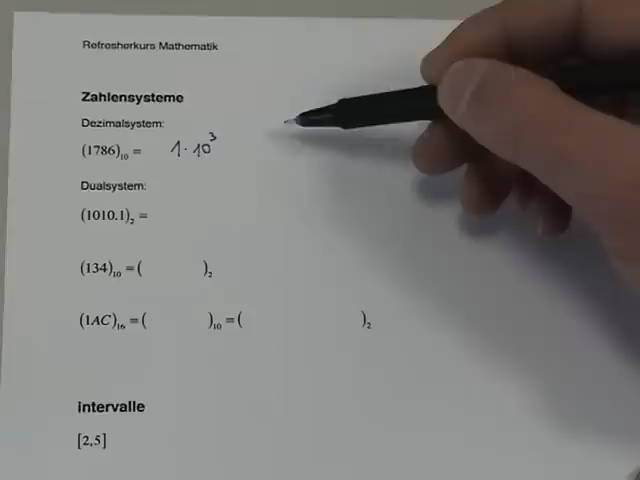 Refresherkurs Mathematik
Zahlensysteme
Dezimalsystem:
(1786)₁₀ = 1·10³
Dualsystem:
(1010.1)₂ =
(134)₁₀ = ( )₂
(1AC)₁₆ = ( )₁₀ = ( )₂
intervalle
[2,5]